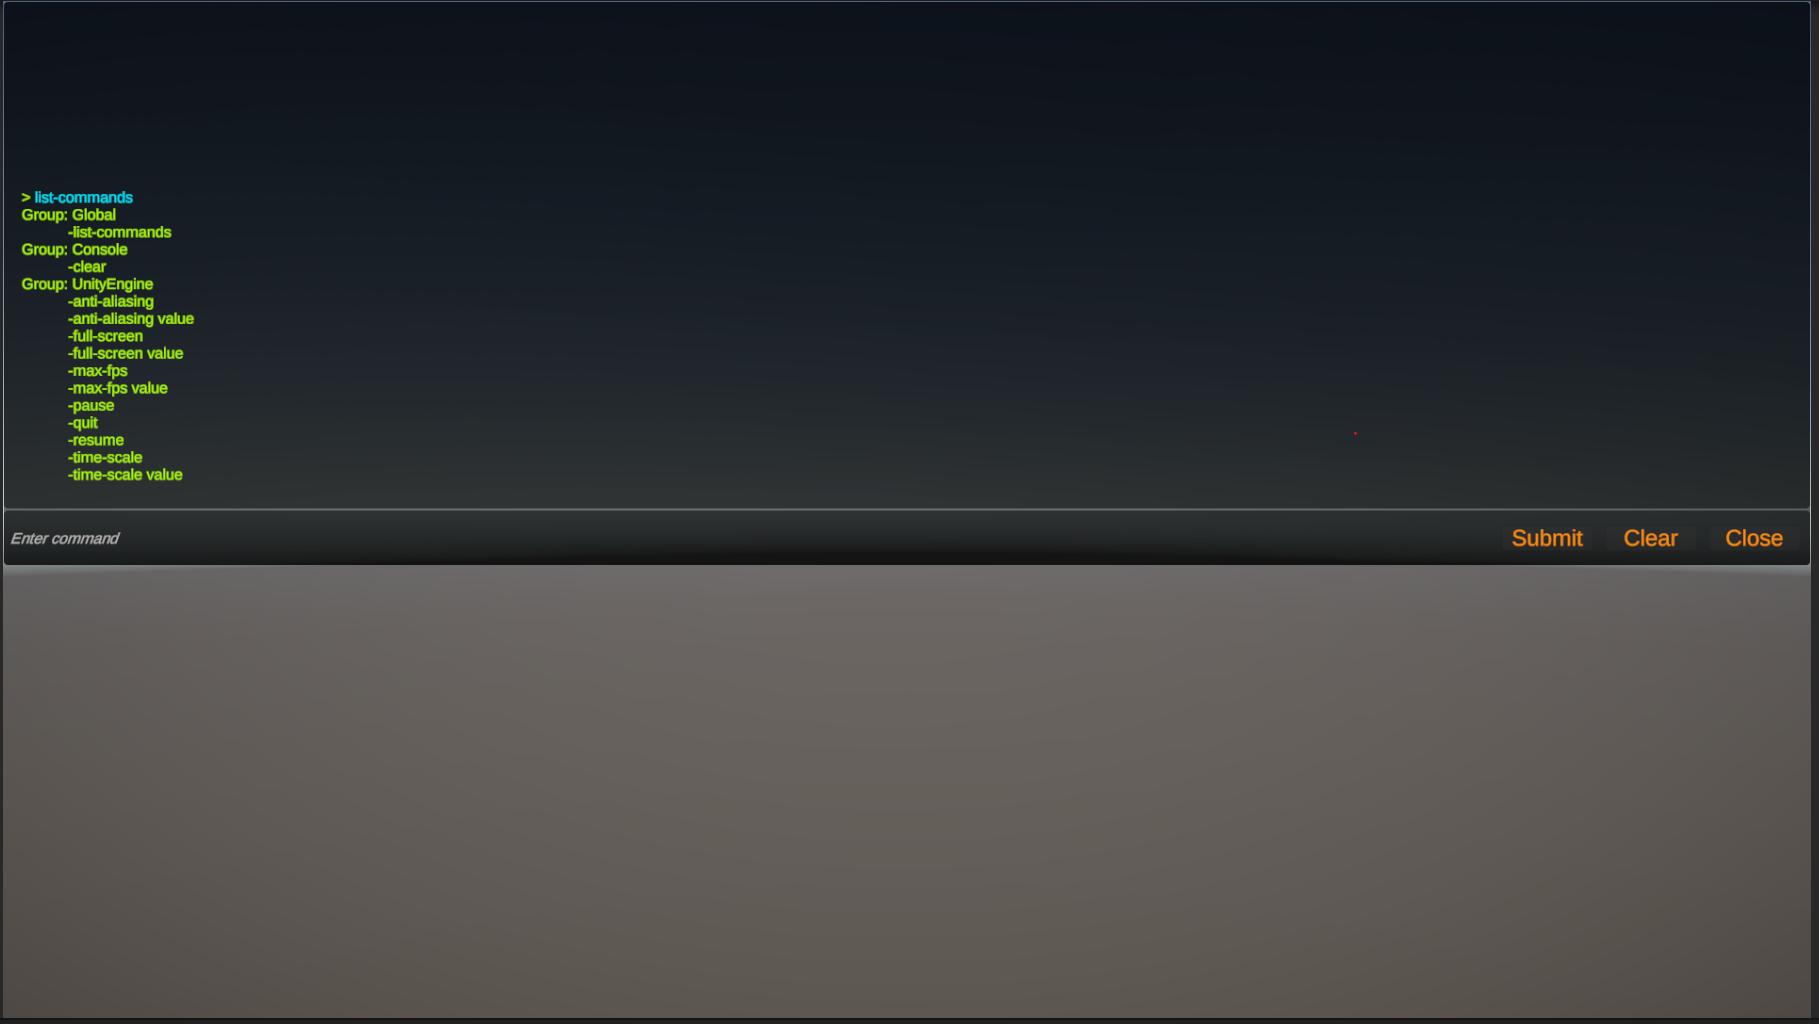 > list-commands
Group: Global
-list-commands
Group: Console
-clear
Group: UnityEngine
-anti-aliasing
-anti-aliasing value
-full-screen
-full-screen value
-max-fps
-max-fps value
-pause
-quit
-resume
-time-scale
-time-scale value
Enter command
Submit
Clear
Close